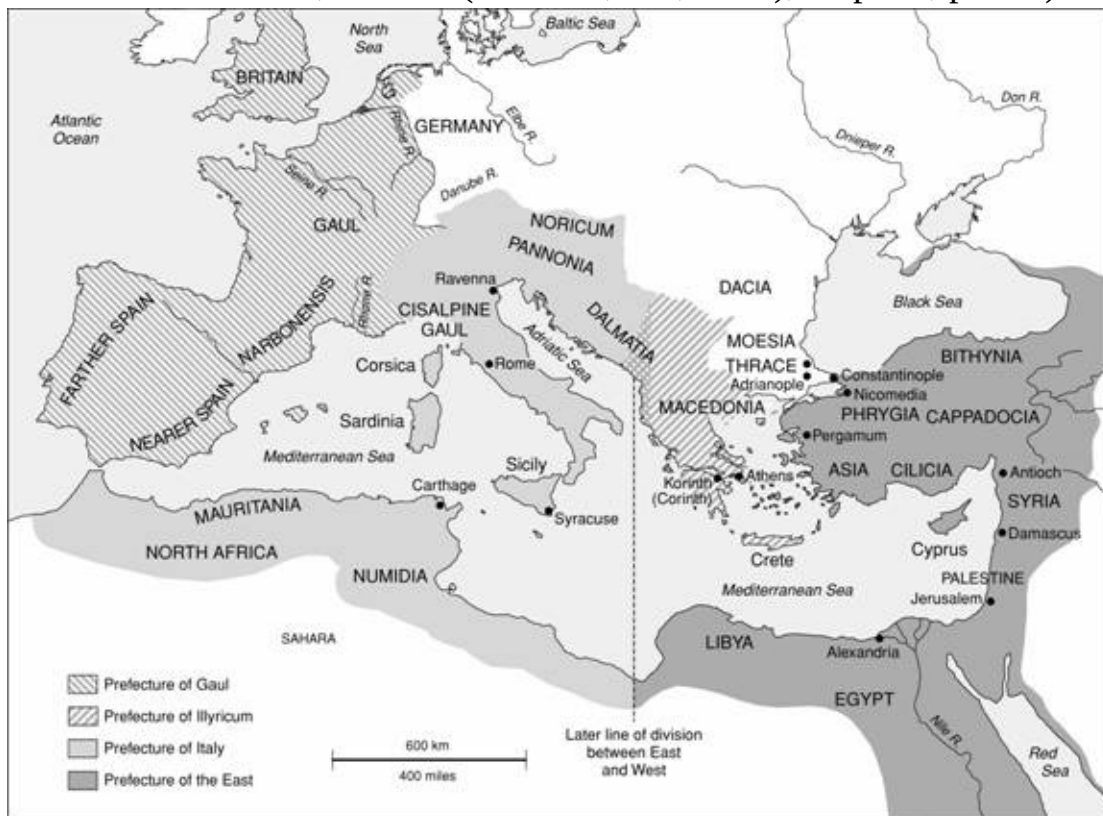 North
Sea
Baltic Sea
BRITAIN
Atlantic
Ocean
Rhine R.
GERMANY
Elbe R.
Don R.
Dnieper R.
Seine R.
Danube R.
GAUL
NORICUM
PANNONIA
Ravenna
DACIA
Black Sea
FARTHER SPAIN
NARBONENSIS
Rhone R.
CISALPINE
GAUL
DALMATIA
Adriatic Sea
MOESIA
BITHYNIA
Corsica
Rome
THRACE
Constantinople
Adrianople
Nicomedia
NEARER SPAIN
Sardinia
MACEDONIA
PHRYGIA
CAPPADOCIA
Pergamum
Mediterranean Sea
Sicily
Korinth
(Corinth)
Athens
ASIA
CILICIA
Antioch
Carthage
MAURITANIA
Syracuse
SYRIA
Crete
Cyprus
Damascus
NORTH AFRICA
NUMIDIA
Mediterranean Sea
PALESTINE
Jerusalem
SAHARA
LIBYA
Alexandria
EGYPT
Nile R.
Red
Sea
Prefecture of Gaul
Prefecture of Illyricum
Prefecture of Italy
Prefecture of the East
600 km
400 miles
Later line of division
between East
and West